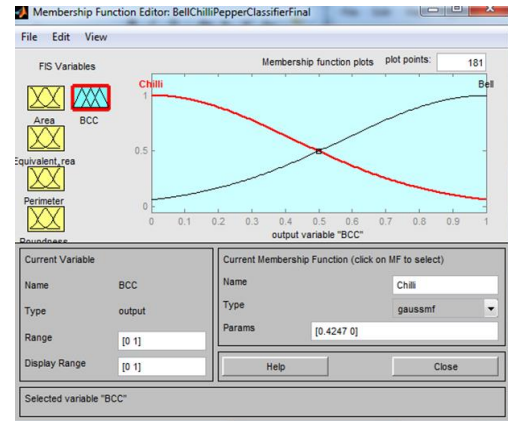 Membership Function Editor: BellChilliPepperClassifierFinal
File Edit View
FIS Variables
Membership function plots
plot points:
181
Area
BCC
Equivalent,rea
Perimeter
Roundness
Chilli
Bell
1
0.5
0
0 0.1 0.2 0.3 0.4 0.5 0.6 0.7 0.8 0.9 1
output variable "BCC"
Current Variable
Name BCC
Type output
Range [0 1]
Display Range [0 1]
Current Membership Function (click on MF to select)
Name Chilli
Type gaussmf
Params [0.4247 0]
Help
Close
Selected variable "BCC"